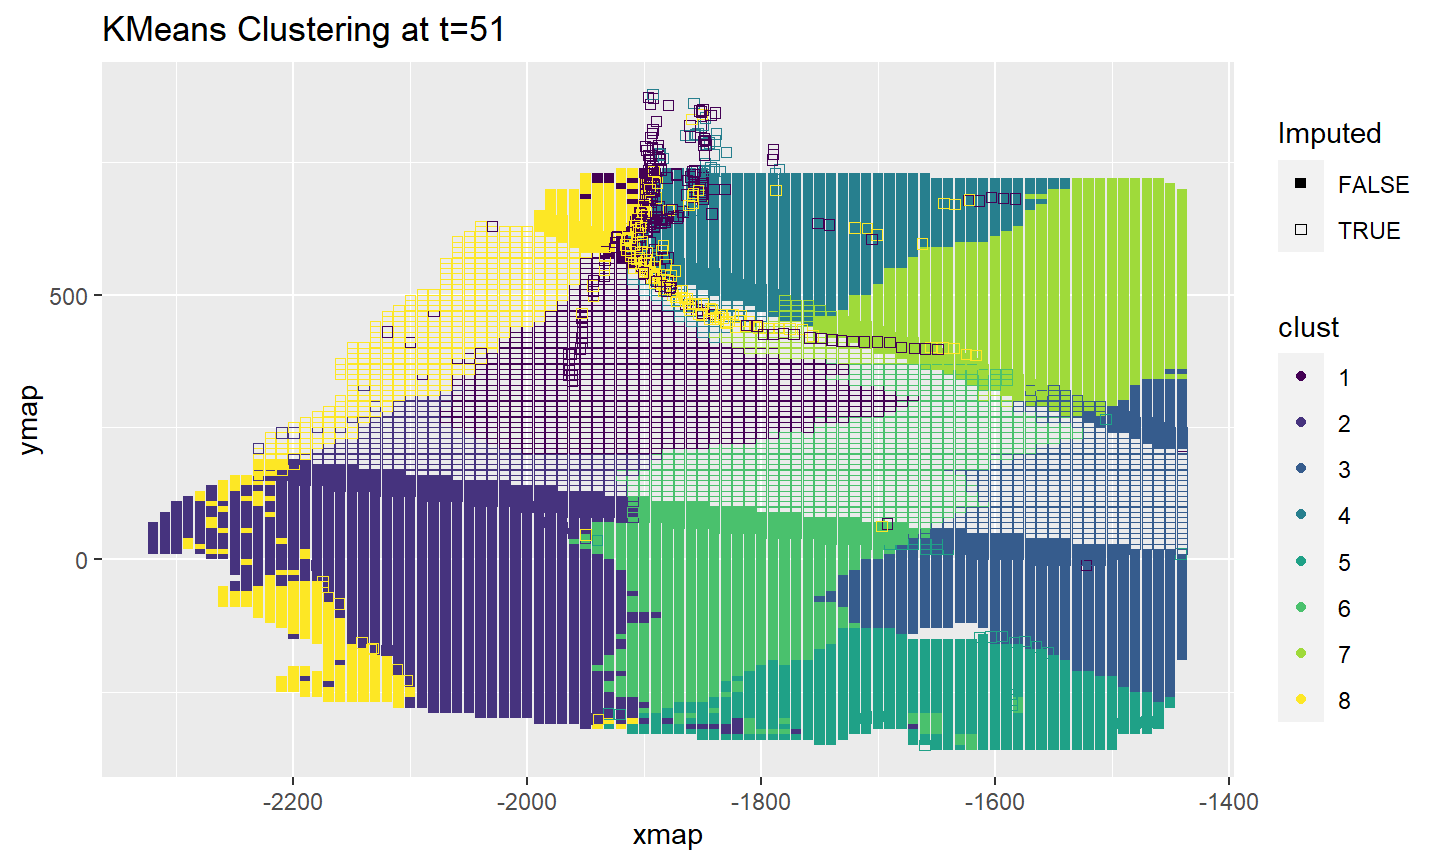 KMeans Clustering at t=51
ymap
500
0
-2200
-2000
-1800
-1600
-1400
xmap
Imputed
FALSE
TRUE
clust
1
2
3
4
5
6
7
8